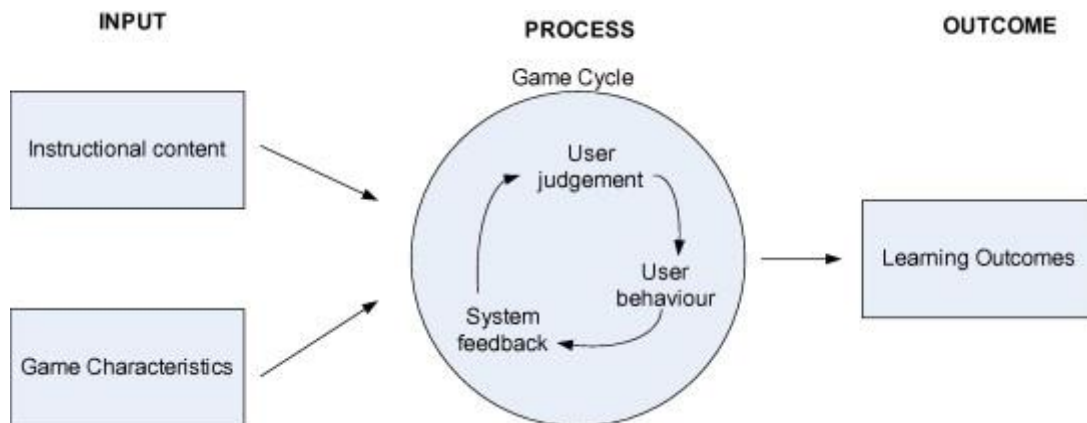 INPUT
PROCESS
OUTCOME
Game Cycle
Instructional content
User
judgement
User
behaviour
System
feedback
Learning Outcomes
Game Characteristics